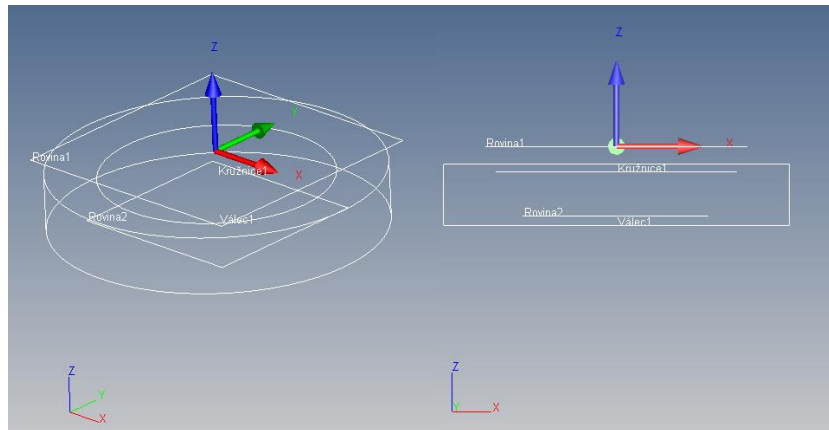 Z
Y
X
Rovina1
Kružnice1
Rovina2
Válec1
Z
Y
X
Z
X
Rovina1
Kružnice1
Rovina2
Válec1
Z
Y
X